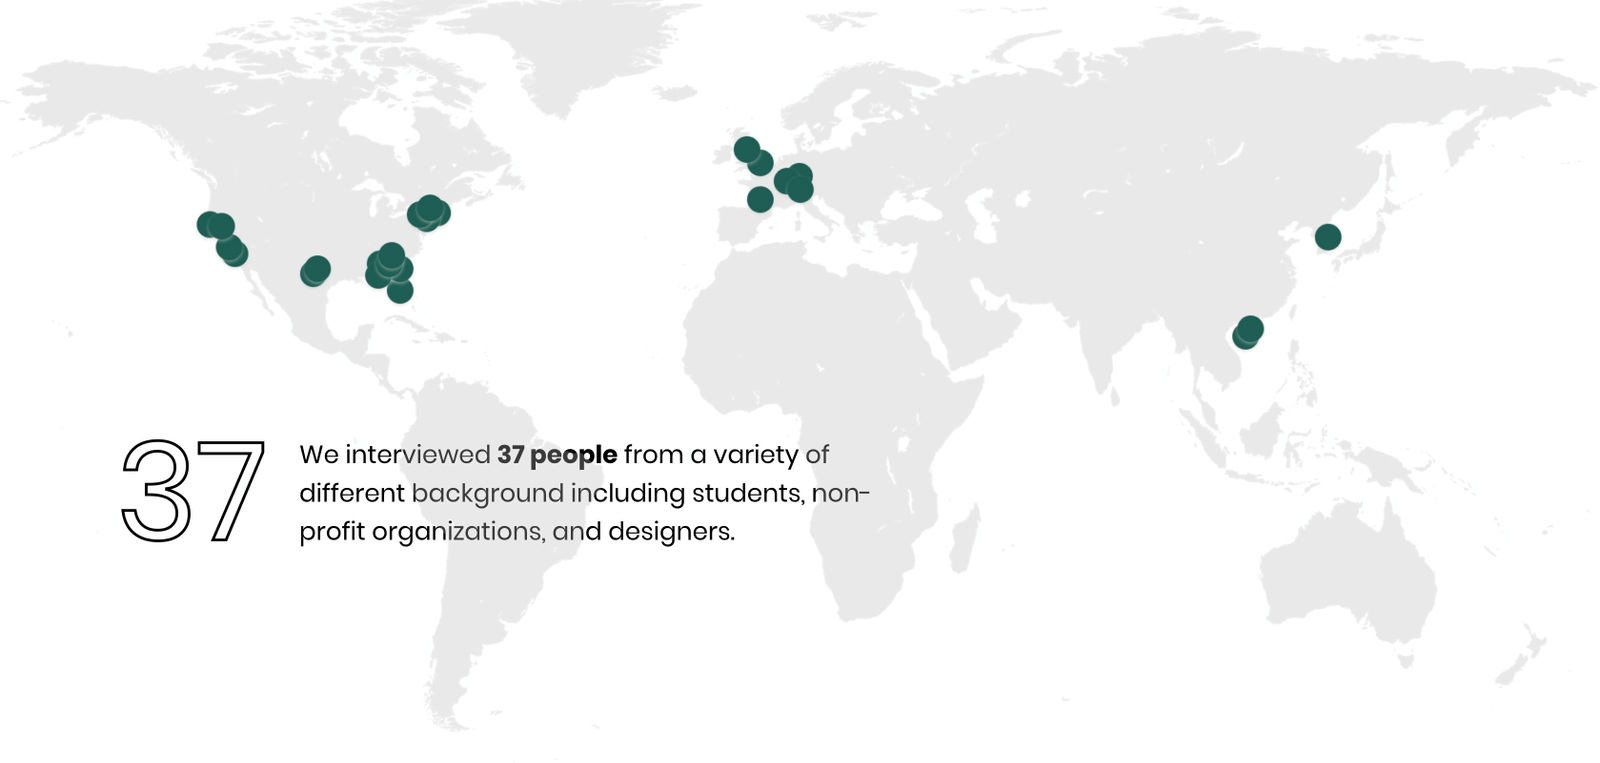 37
We interviewed 37 people from a variety of
different background including students, non-
profit organizations, and designers.